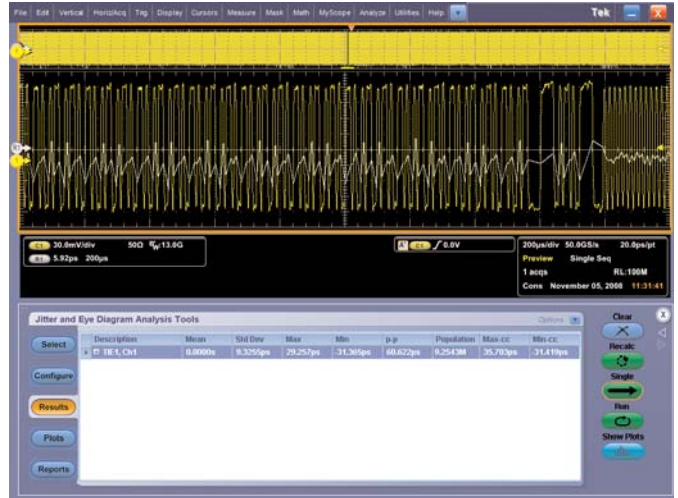 File Edit Vertical Horiz/Acq Trig Display Cursors Measure Mask Math MyScope Analyze Utilities Help Tek
C1 30.0mV/div 50Ω BW:13.0G
R1 5.92ps 200µs
A' C1 / 0.0V
200µs/div 50.0GS/s 20.0ps/pt
Preview Single Seq
1 acqs RL:100M
Cons November 05, 2008 11:31:41
Jitter and Eye Diagram Analysis Tools
Options
Clear
Select
Description Mean Std Dev Max Min p-p Population Max-cc Min-cc
TIE1, Ch1 0.0000s 9.3255ps 29.257ps -31.365ps 60.622ps 9.2543M 35.703ps -31.419ps
Recalc
Configure
Single
Results
Run
Plots
Show Plots
Reports